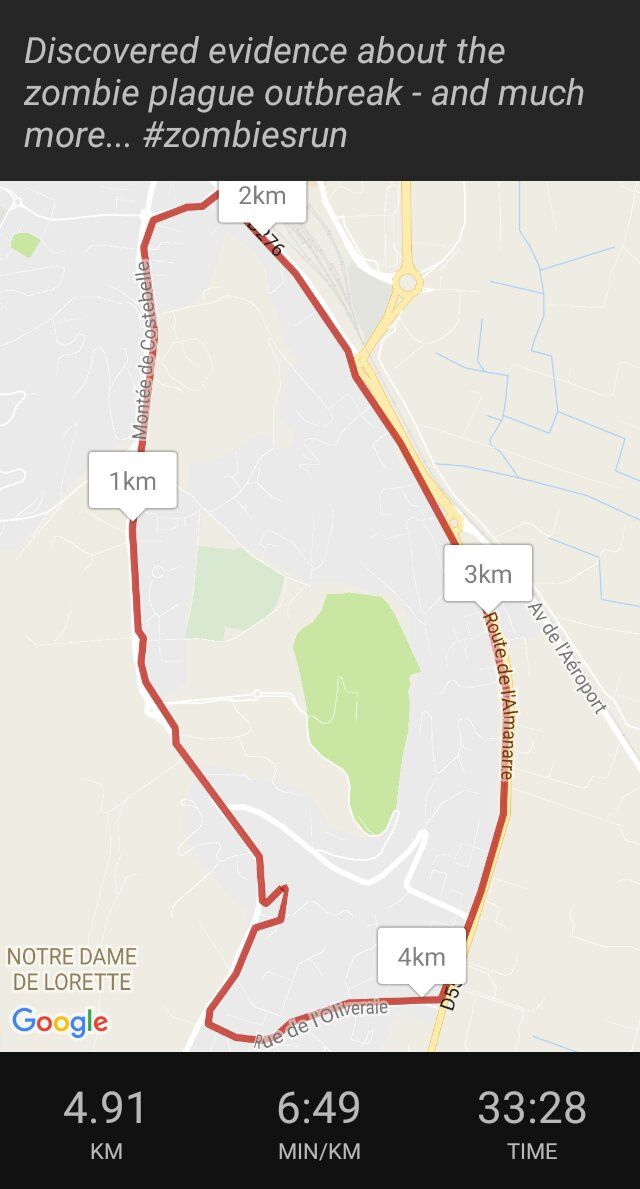 Discovered evidence about the
zombie plague outbreak - and much
more... #zombiesrun
2km
Montée de Costebelle
1km
3km
Route de l'Almanarre
Av de l'Aéroport
4km
NOTRE DAME
DE LORETTE
Rue de l'Oliveraie
Google
4.91
6:49
33:28
KM
MIN/KM
TIME